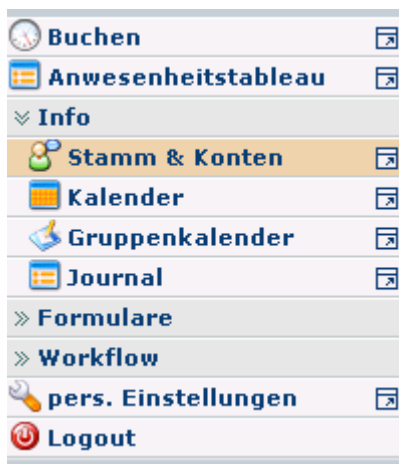 Buchen
Anwesenheitstableau
Info
Stamm & Konten
Kalender
Gruppenkalender
Journal
Formulare
Workflow
pers. Einstellungen
Logout